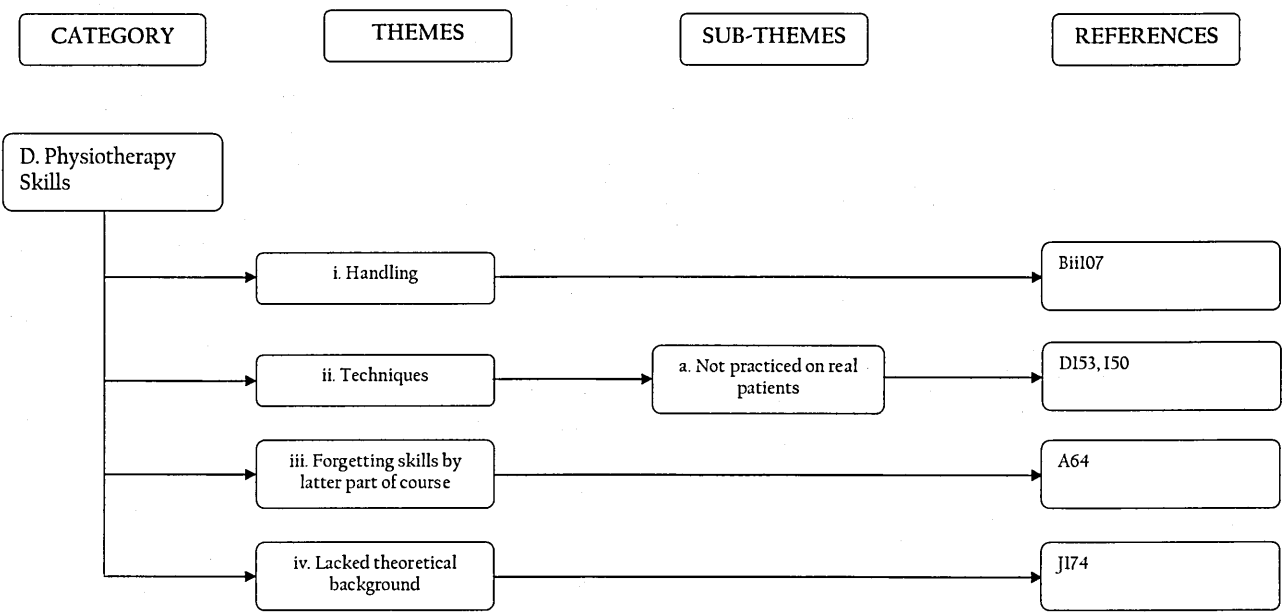 CATEGORY
THEMES
SUB-THEMES
REFERENCES
D. Physiotherapy
Skills
i. Handling
Bii107
ii. Techniques
a. Not practiced on real
patients
D153, I50
iii. Forgetting skills by
latter part of course
A64
iv. Lacked theoretical
background
J174